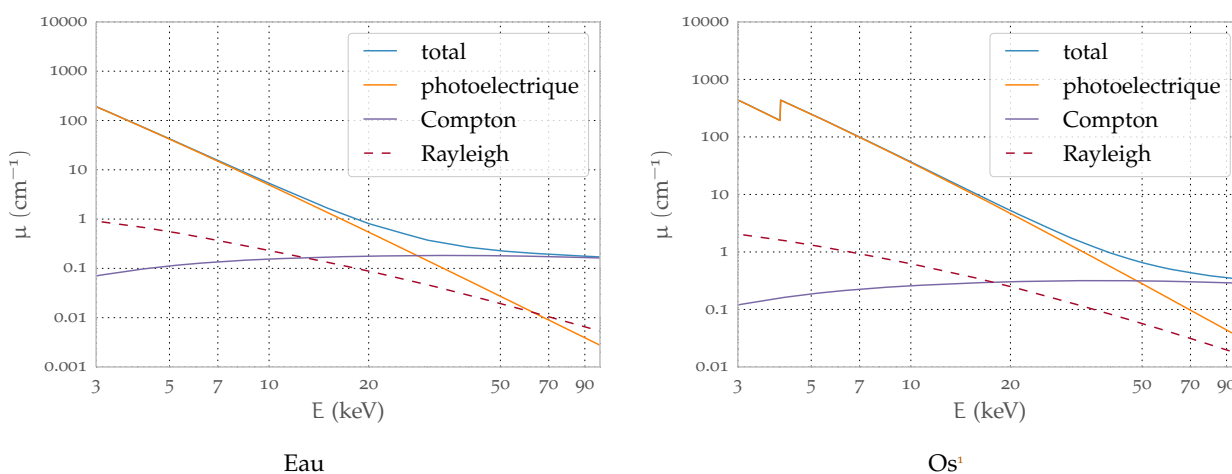 10000
1000
100
10
1
0.1
0.01
0.001
μ (cm⁻¹)
3 5 7 10 20 50 70 90
E (keV)
total
photoelectrique
Compton
Rayleigh
Eau
10000
1000
100
10
1
0.1
0.01
μ (cm⁻¹)
3 5 7 10 20 50 70 90
E (keV)
total
photoelectrique
Compton
Rayleigh
Os¹